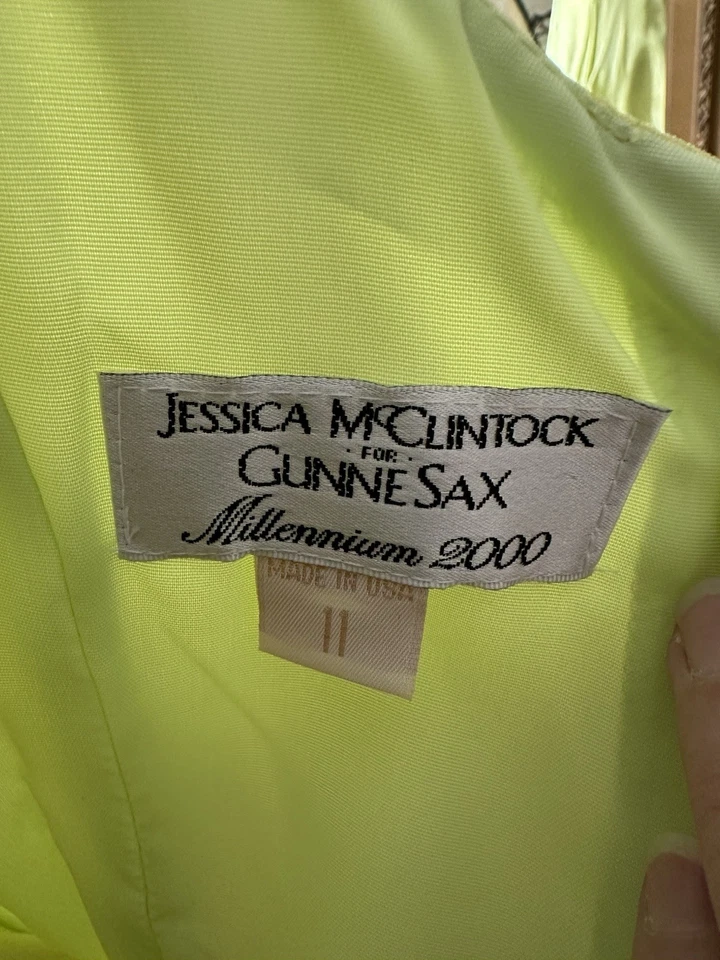 JESSICA McCLINTOCK
· FOR ·
GUNNE SAX
Millennium 2000
MADE IN USA
11